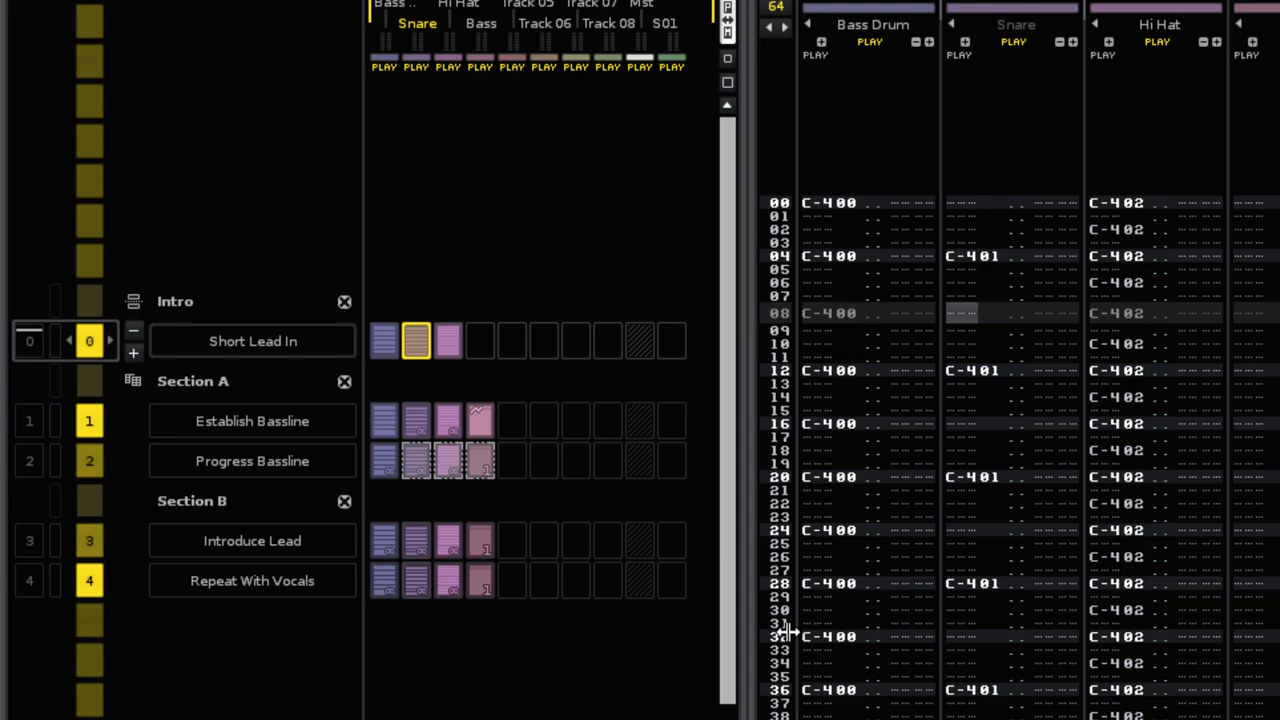 Bass .. Hi Hat Track 05 Track 07 Mst
Snare Bass Track 06 Track 08 S01
PLAY PLAY PLAY PLAY PLAY PLAY PLAY PLAY PLAY PLAY
Intro
0 0 Short Lead In
Section A
1 1 Establish Bassline
2 2 Progress Bassline 1
Section B
3 3 Introduce Lead 1
4 4 Repeat With Vocals 1
64 Bass Drum Snare Hi Hat
PLAY PLAY PLAY
PLAY PLAY PLAY PLAY
00 C-400 C-402
01
02 C-402
03
04 C-400 C-401 C-402
05
06 C-402
07
08 C-400 C-402
09
10 C-402
11
12 C-400 C-401 C-402
13
14 C-402
15
16 C-400 C-402
17
18 C-402
19
20 C-400 C-401 C-402
21
22 C-402
23
24 C-400 C-402
25
26 C-402
27
28 C-400 C-401 C-402
29
30 C-402
31
C-400 C-402
33
34 C-402
35
36 C-400 C-401 C-402
37
38 C-402